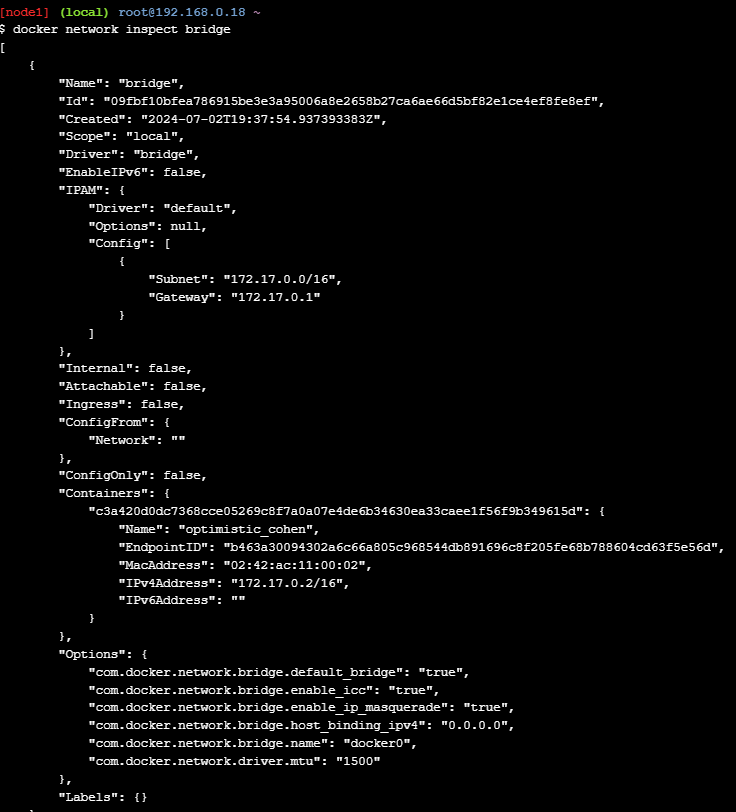 [node1] (local) root@192.168.0.18 ~
$ docker network inspect bridge
[
    {
        "Name": "bridge",
        "Id": "09fbf10bfea786915be3e3a95006a8e2658b27ca6ae66d5bf82e1ce4ef8fe8ef",
        "Created": "2024-07-02T19:37:54.937393383Z",
        "Scope": "local",
        "Driver": "bridge",
        "EnableIPv6": false,
        "IPAM": {
            "Driver": "default",
            "Options": null,
            "Config": [
                {
                    "Subnet": "172.17.0.0/16",
                    "Gateway": "172.17.0.1"
                }
            ]
        },
        "Internal": false,
        "Attachable": false,
        "Ingress": false,
        "ConfigFrom": {
            "Network": ""
        },
        "ConfigOnly": false,
        "Containers": {
            "c3a420d0dc7368cce05269c8f7a0a07e4de6b34630ea33caee1f56f9b349615d": {
                "Name": "optimistic_cohen",
                "EndpointID": "b463a30094302a6c66a805c968544db891696c8f205fe68b788604cd63f5e56d",
                "MacAddress": "02:42:ac:11:00:02",
                "IPv4Address": "172.17.0.2/16",
                "IPv6Address": ""
            }
        },
        "Options": {
            "com.docker.network.bridge.default_bridge": "true",
            "com.docker.network.bridge.enable_icc": "true",
            "com.docker.network.bridge.enable_ip_masquerade": "true",
            "com.docker.network.bridge.host_binding_ipv4": "0.0.0.0",
            "com.docker.network.bridge.name": "docker0",
            "com.docker.network.driver.mtu": "1500"
        },
        "Labels": {}